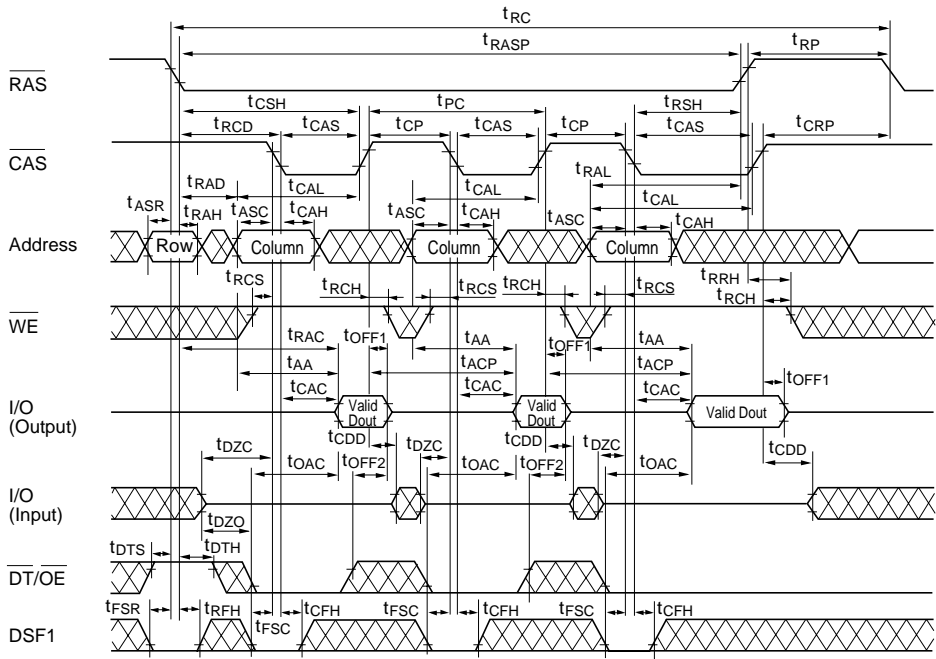 tRC
tRASP tRP
RAS
tCSH tPC tRSH
tRCD tCAS tCP tCAS tCP tCAS tCRP
CAS
tRAD tCAL tCAL tRAL
tCAL
tASR tRAH tASC tCAH tASC tCAH tASC tCAH
Address Row Column Column Column
tRCS tRCH tRCS tRCH tRCS tRRH
tRCH
WE
tRAC tOFF1 tAA tOFF1 tAA
tAA tACP tACP
tCAC tCAC tCAC tOFF1
I/O
(Output)
Valid
Dout
Valid
Dout
Valid Dout
tDZC tCDD tDZC tCDD tDZC tCDD
tOAC tOFF2 tOAC tOFF2 tOAC
I/O
(Input)
tDZO
tDTS tDTH
DT/OE
tFSR tRFH tFSC tCFH tFSC tCFH tFSC tCFH
DSF1